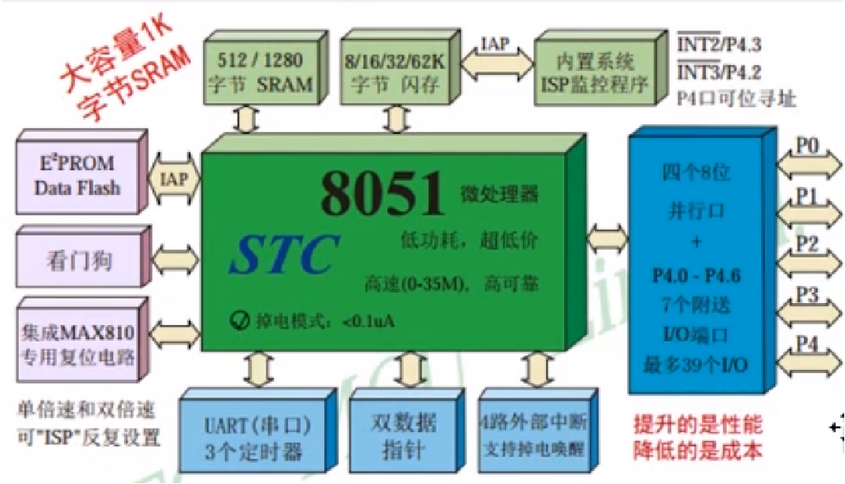 大容量1K
字节SRAM
512 / 1280
字节 SRAM
8/16/32/62K
字节 闪存
IAP
内置系统
ISP监控程序
INT2/P4.3
INT3/P4.2
P4口可位寻址
E²PROM
Data Flash
IAP
看门狗
集成MAX810
专用复位电路
单倍速和双倍速
可"ISP"反复设置
8051 微处理器
STC
低功耗，超低价
高速(0-35M)，高可靠
掉电模式：<0.1uA
四个8位
并行口
+
P4.0 - P4.6
7个附送
I/O端口
最多39个I/O
P0
P1
P2
P3
P4
UART(串口)
3个定时器
双数据
指针
4路外部中断
支持掉电唤醒
提升的是性能
降低的是成本